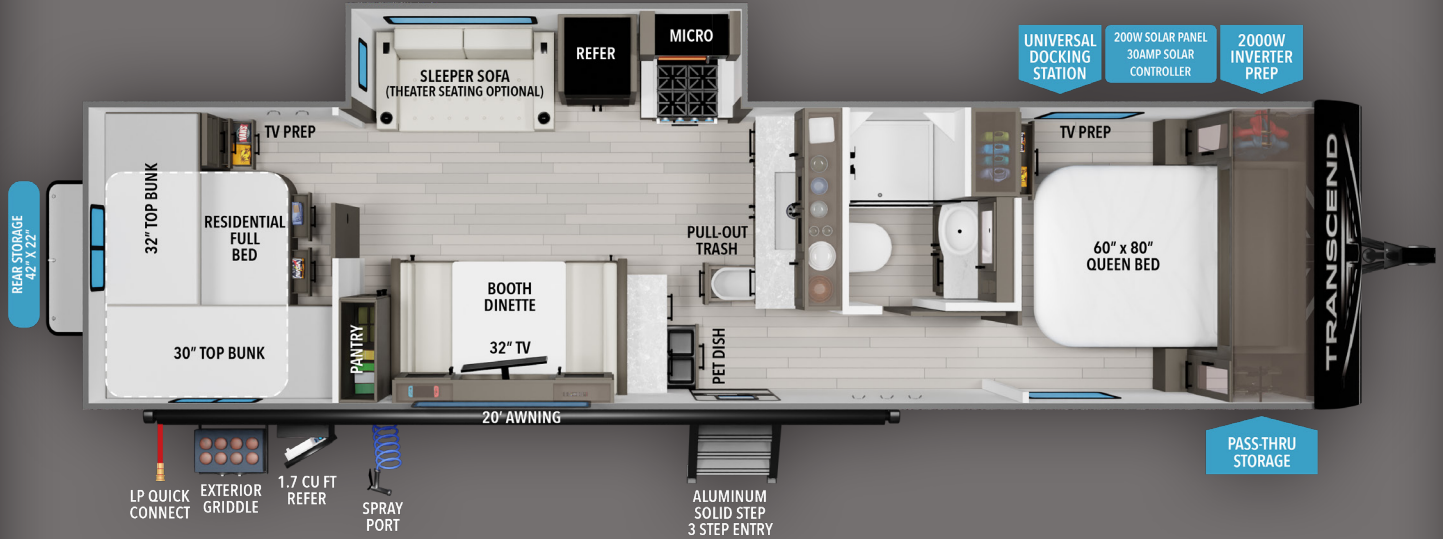 MICRO
REFER
SLEEPER SOFA
(THEATER SEATING OPTIONAL)
UNIVERSAL
DOCKING
STATION
200W SOLAR PANEL
30AMP SOLAR
CONTROLLER
2000W
INVERTER
PREP
TV PREP
TV PREP
32” TOP BUNK
RESIDENTIAL
FULL
BED
REAR STORAGE
42” X 22”
PULL-OUT
TRASH
60” x 80”
QUEEN BED
TRANSCEND
BOOTH
DINETTE
32” TV
30” TOP BUNK
PANTRY
PET DISH
20’ AWNING
PASS-THRU
STORAGE
LP QUICK
CONNECT
EXTERIOR
GRIDDLE
1.7 CU FT
REFER
SPRAY
PORT
ALUMINUM
SOLID STEP
3 STEP ENTRY